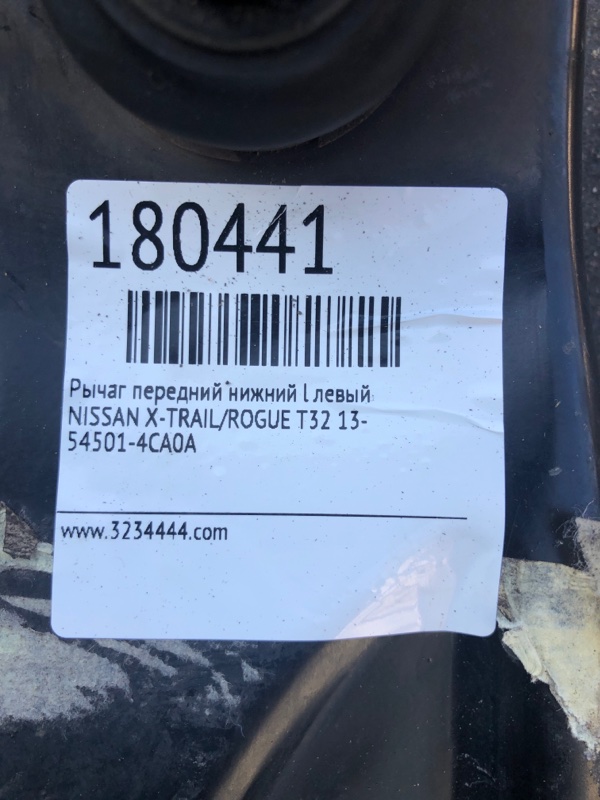 180441
Рычаг передний нижний L левый
NISSAN X-TRAIL/ROGUE T32 13-
54501-4CA0A
www.3234444.com